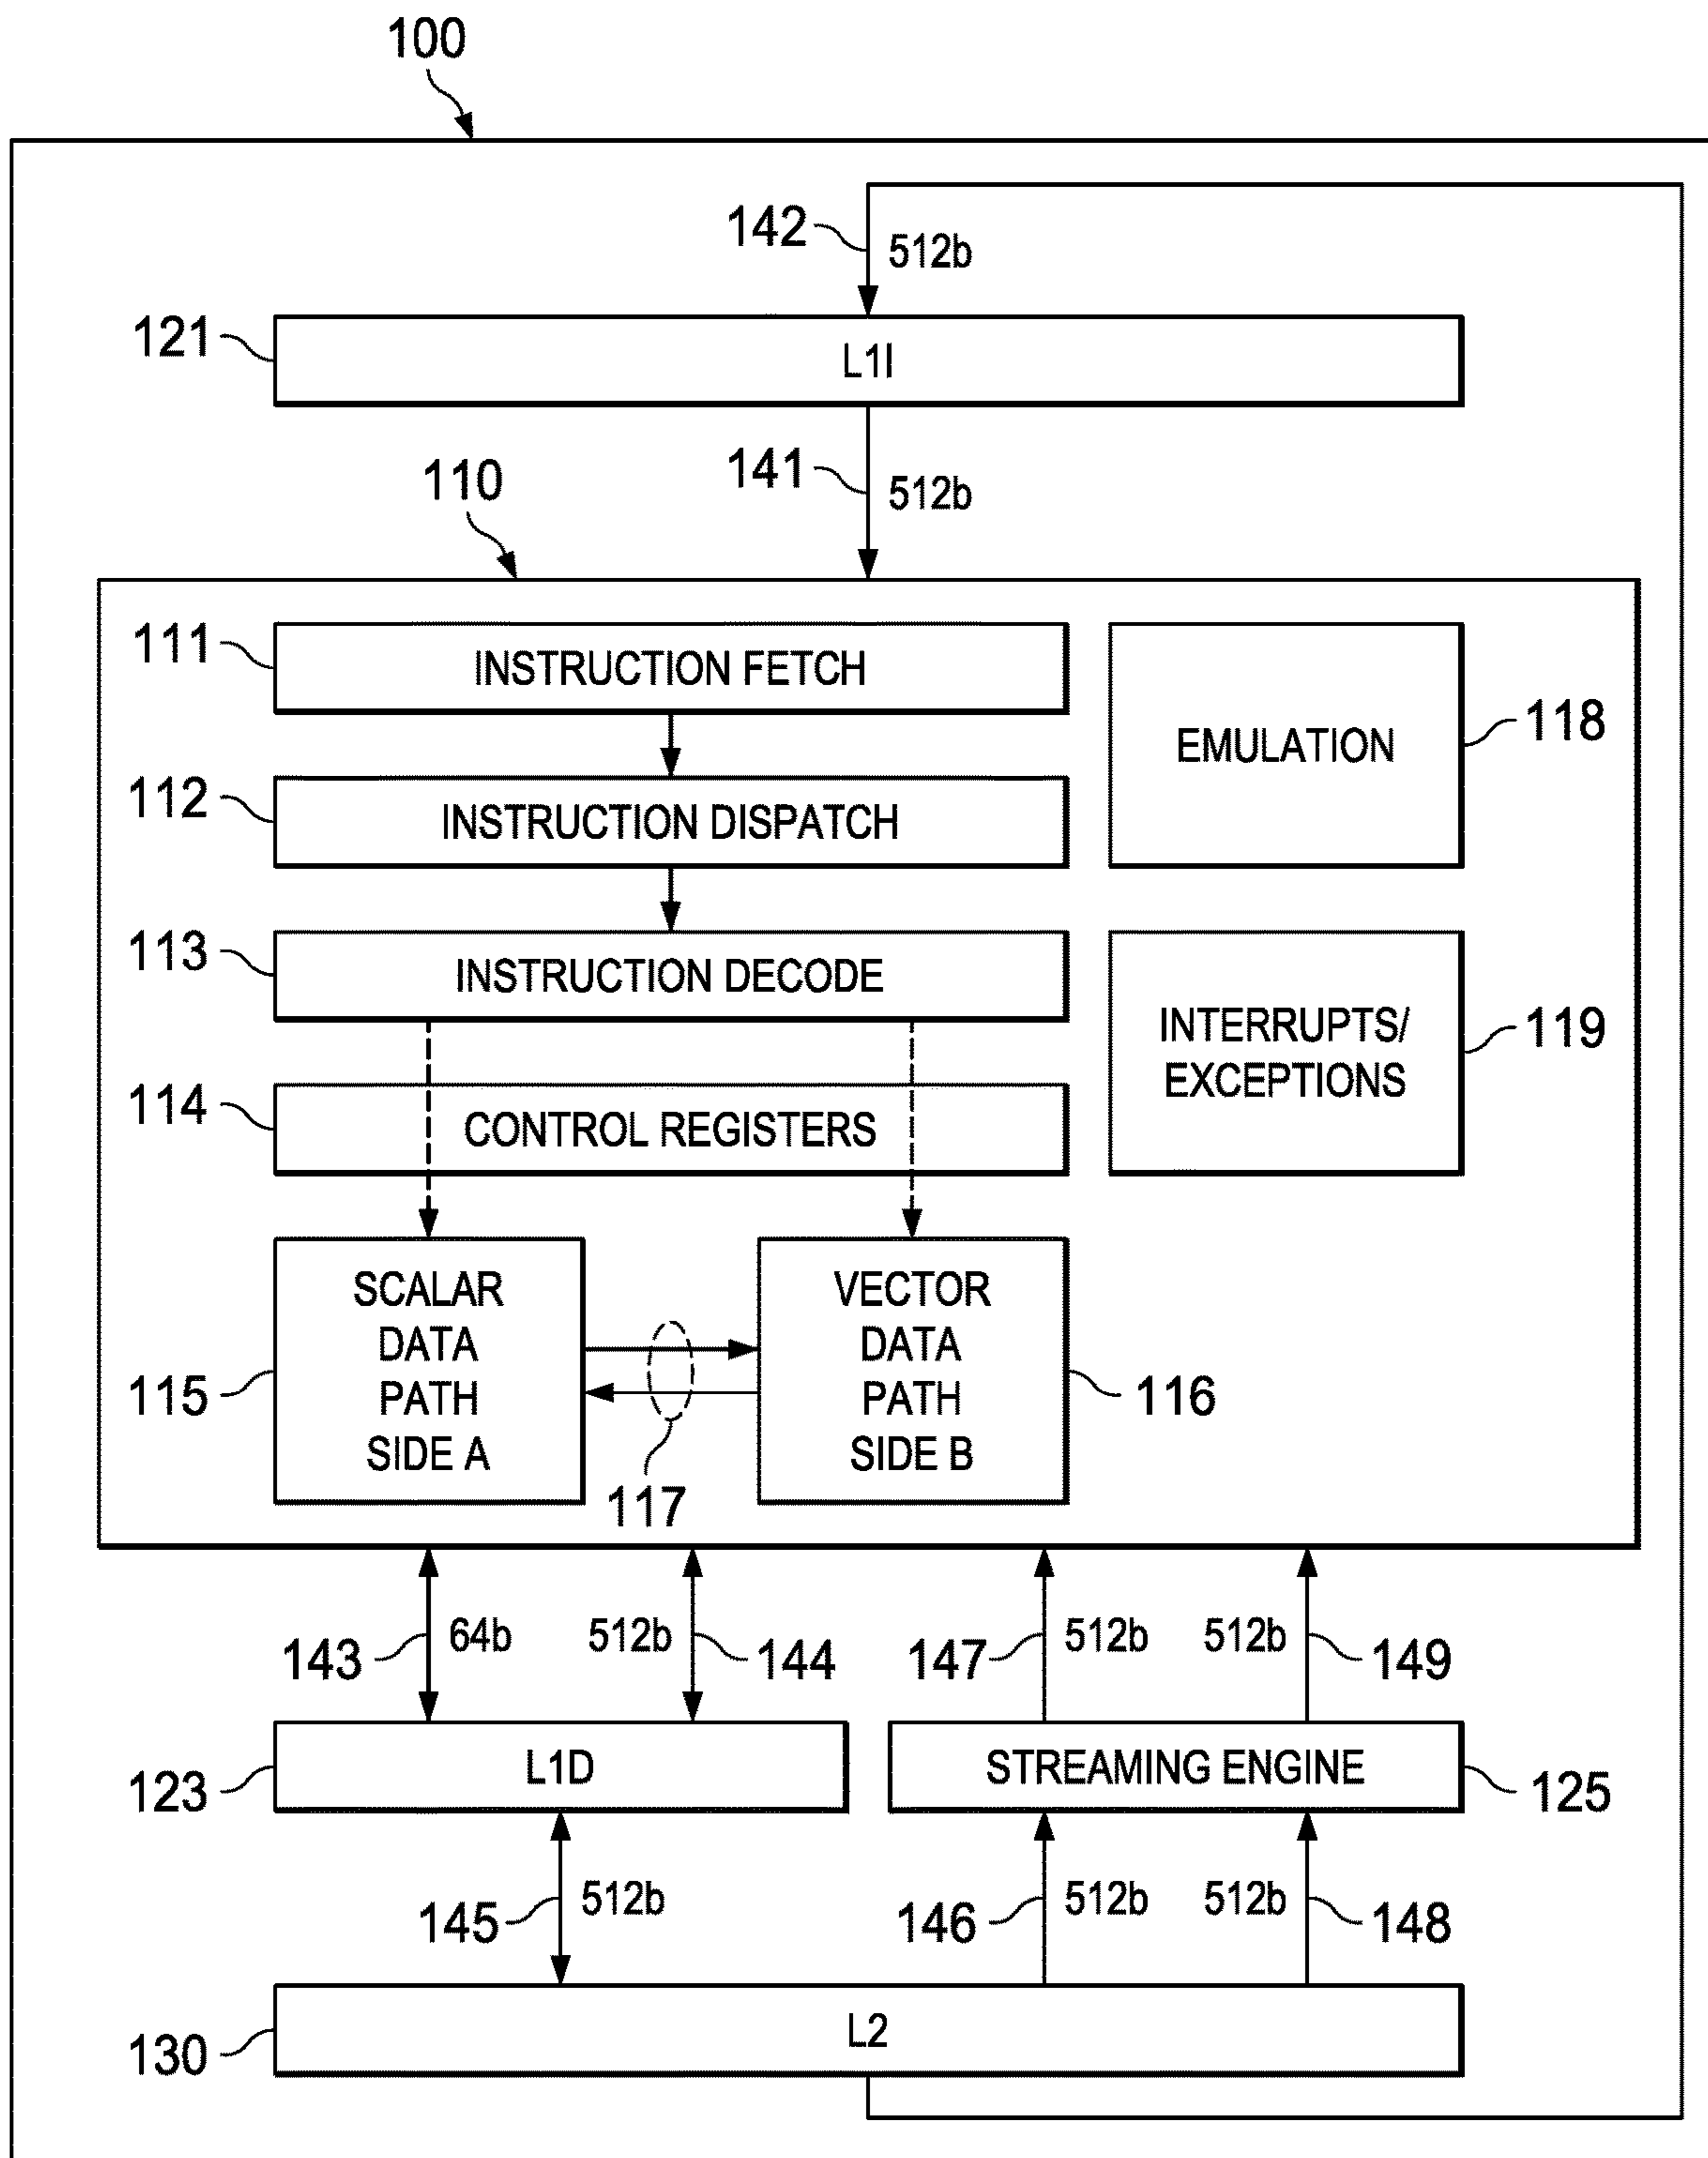 100
142
512b
121
L1I
141
512b
110
111
INSTRUCTION FETCH
EMULATION
118
112
INSTRUCTION DISPATCH
113
INSTRUCTION DECODE
INTERRUPTS/
EXCEPTIONS
119
114
CONTROL REGISTERS
SCALAR
DATA
PATH
SIDE A
115
VECTOR
DATA
PATH
SIDE B
116
117
143
64b
512b
144
147
512b
512b
149
123
L1D
STREAMING ENGINE
125
145
512b
146
512b
512b
148
130
L2